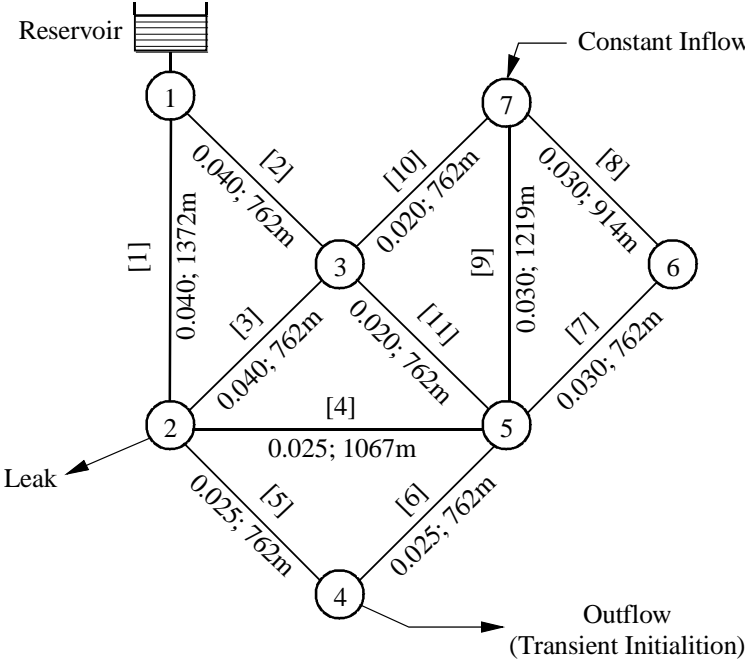 Reservoir
Constant Inflow
1
7
[2]
0.040; 762m
[10]
0.020; 762m
[8]
0.030; 914m
[1]
0.040; 1372m
[9]
0.030; 1219m
3
6
[3]
0.040; 762m
[11]
0.020; 762m
[7]
0.030; 762m
2
[4]
0.025; 1067m
5
Leak
[5]
0.025; 762m
[6]
0.025; 762m
4
Outflow
(Transient Initialition)